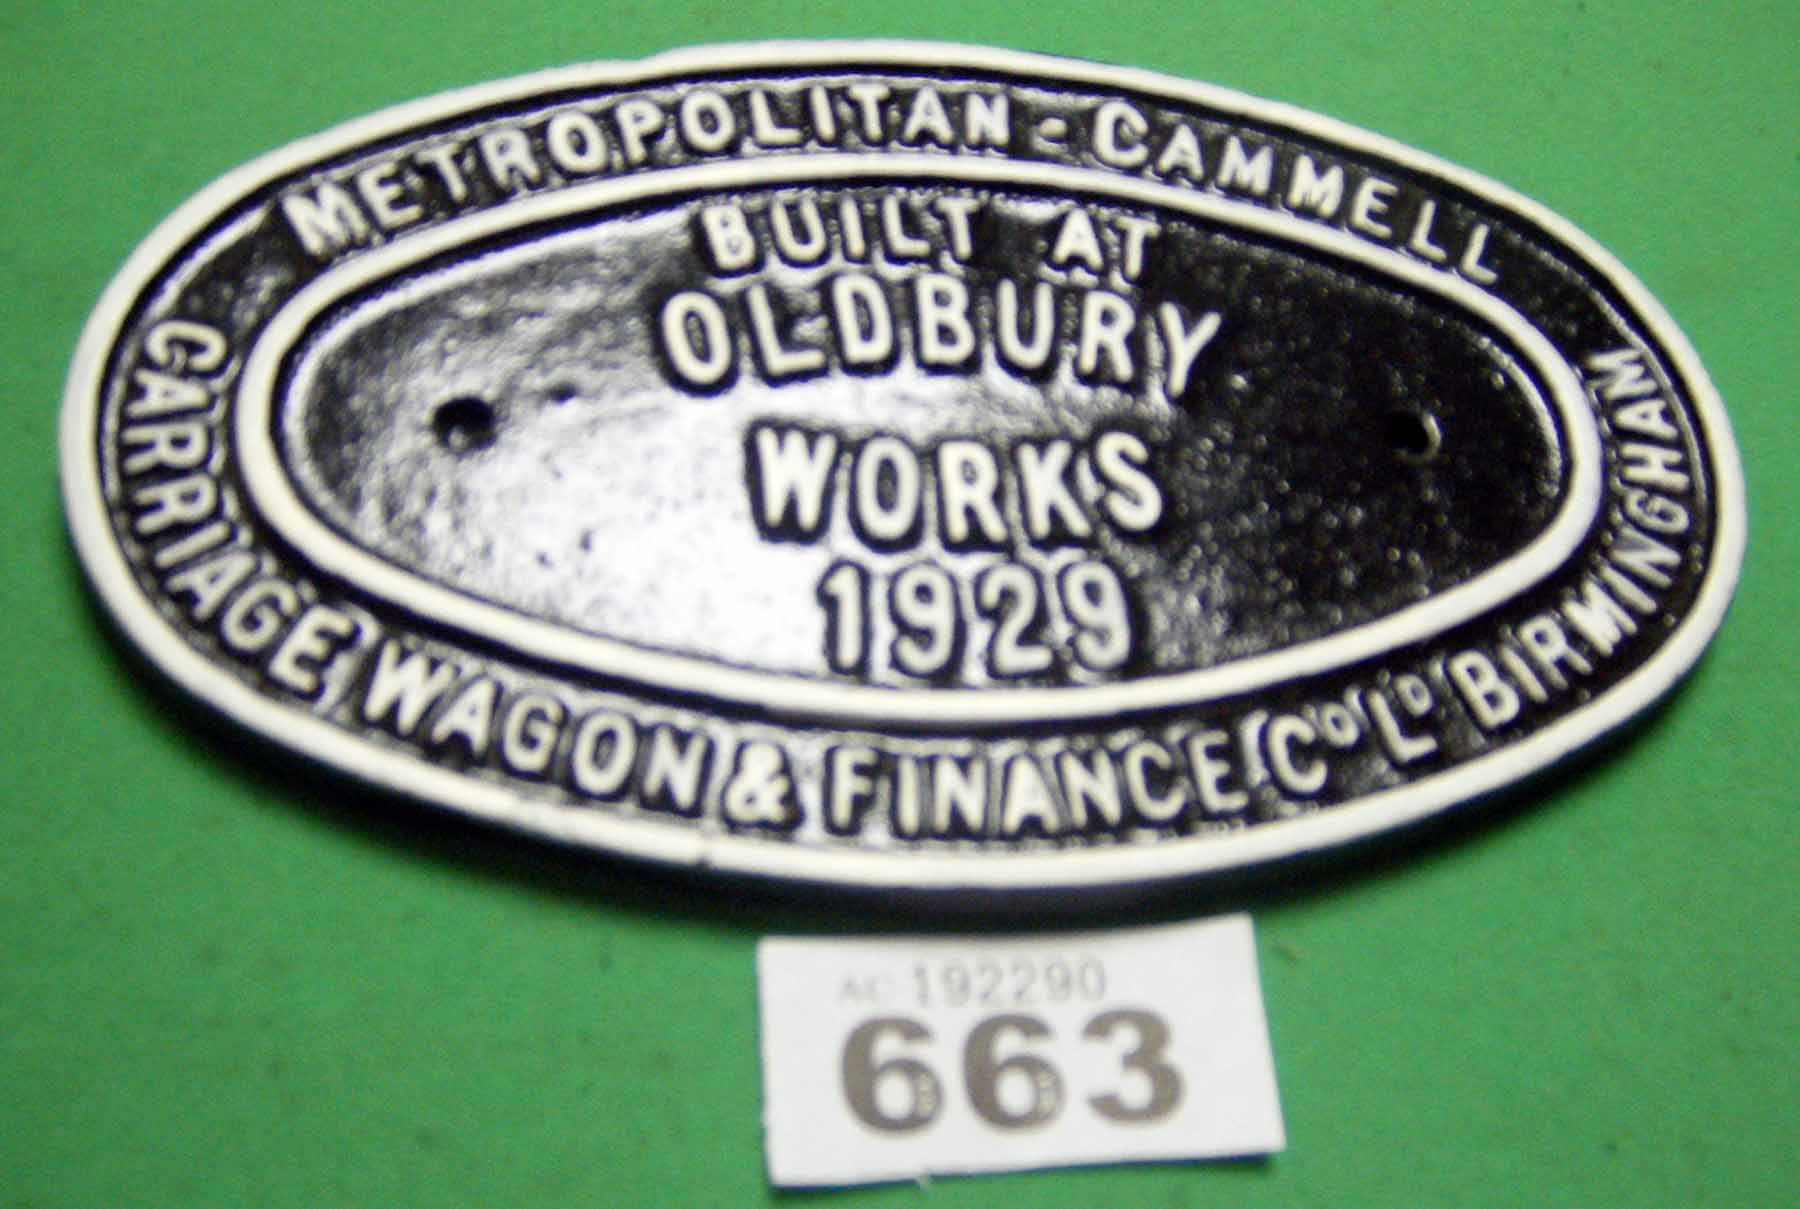 METROPOLITAN - CAMMELL
CARRIAGE, WAGON & FINANCE Co Ld BIRMINGHAM
BUILT AT
OLDBURY
WORKS
1929
AC 192290
663